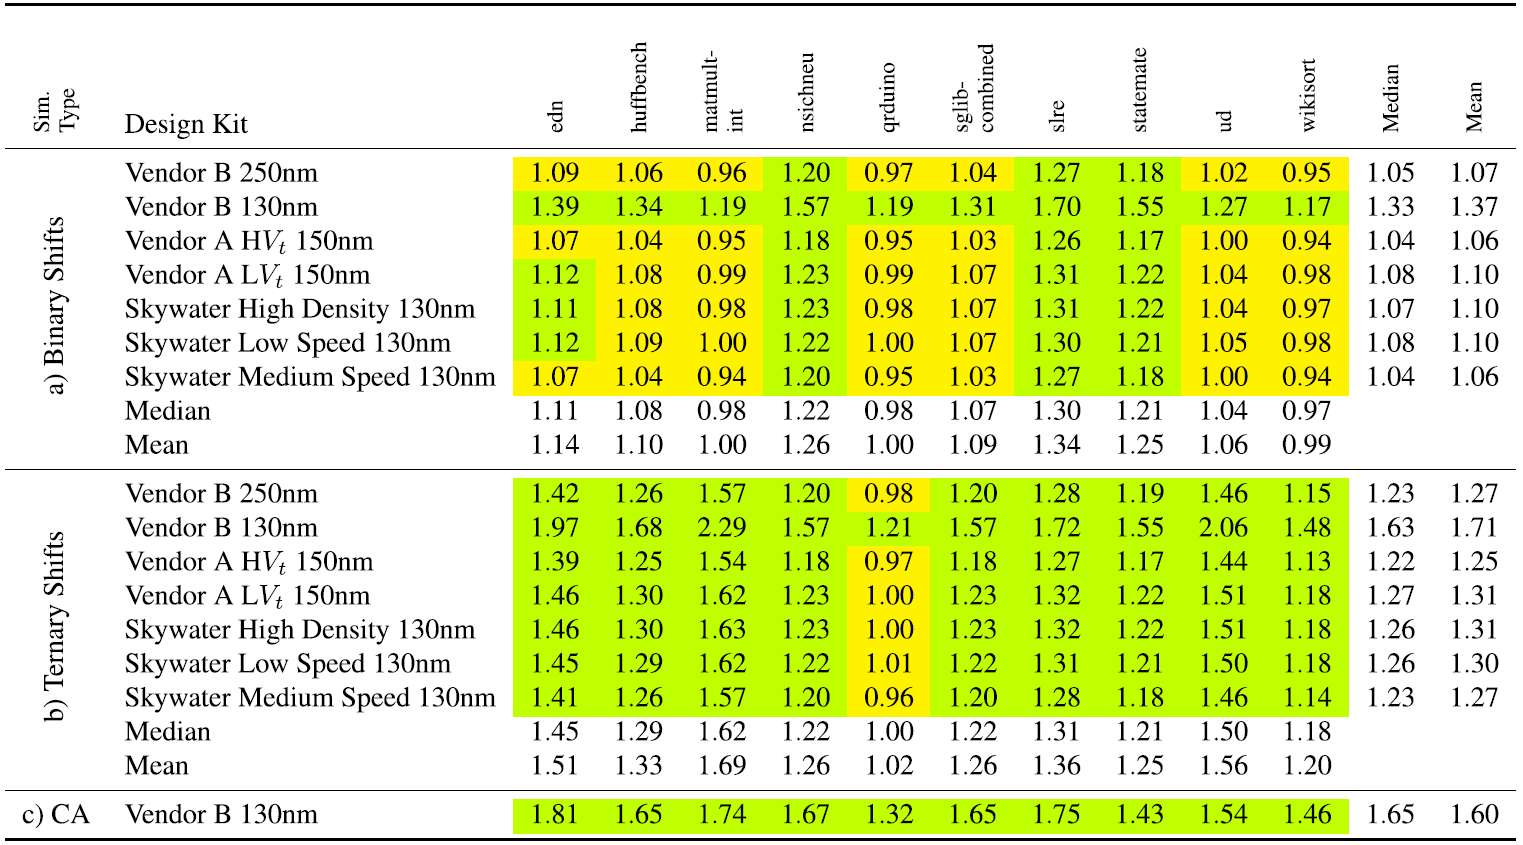 Sim. Type Design Kit edn huffbench matmult-int nsichneu qrduino sglib-combined slre statemate ud wikisort Median Mean
a) Binary Shifts
Vendor B 250nm 1.09 1.06 0.96 1.20 0.97 1.04 1.27 1.18 1.02 0.95 1.05 1.07
Vendor B 130nm 1.39 1.34 1.19 1.57 1.19 1.31 1.70 1.55 1.27 1.17 1.33 1.37
Vendor A HV_t 150nm 1.07 1.04 0.95 1.18 0.95 1.03 1.26 1.17 1.00 0.94 1.04 1.06
Vendor A LV_t 150nm 1.12 1.08 0.99 1.23 0.99 1.07 1.31 1.22 1.04 0.98 1.08 1.10
Skywater High Density 130nm 1.11 1.08 0.98 1.23 0.98 1.07 1.31 1.22 1.04 0.97 1.07 1.10
Skywater Low Speed 130nm 1.12 1.09 1.00 1.22 1.00 1.07 1.30 1.21 1.05 0.98 1.08 1.10
Skywater Medium Speed 130nm 1.07 1.04 0.94 1.20 0.95 1.03 1.27 1.18 1.00 0.94 1.04 1.06
Median 1.11 1.08 0.98 1.22 0.98 1.07 1.30 1.21 1.04 0.97
Mean 1.14 1.10 1.00 1.26 1.00 1.09 1.34 1.25 1.06 0.99
b) Ternary Shifts
Vendor B 250nm 1.42 1.26 1.57 1.20 0.98 1.20 1.28 1.19 1.46 1.15 1.23 1.27
Vendor B 130nm 1.97 1.68 2.29 1.57 1.21 1.57 1.72 1.55 2.06 1.48 1.63 1.71
Vendor A HV_t 150nm 1.39 1.25 1.54 1.18 0.97 1.18 1.27 1.17 1.44 1.13 1.22 1.25
Vendor A LV_t 150nm 1.46 1.30 1.62 1.23 1.00 1.23 1.32 1.22 1.51 1.18 1.27 1.31
Skywater High Density 130nm 1.46 1.30 1.63 1.23 1.00 1.23 1.32 1.22 1.51 1.18 1.26 1.31
Skywater Low Speed 130nm 1.45 1.29 1.62 1.22 1.01 1.22 1.31 1.21 1.50 1.18 1.26 1.30
Skywater Medium Speed 130nm 1.41 1.26 1.57 1.20 0.96 1.20 1.28 1.18 1.46 1.14 1.23 1.27
Median 1.45 1.29 1.62 1.22 1.00 1.22 1.31 1.21 1.50 1.18
Mean 1.51 1.33 1.69 1.26 1.02 1.26 1.36 1.25 1.56 1.20
c) CA Vendor B 130nm 1.81 1.65 1.74 1.67 1.32 1.65 1.75 1.43 1.54 1.46 1.65 1.60